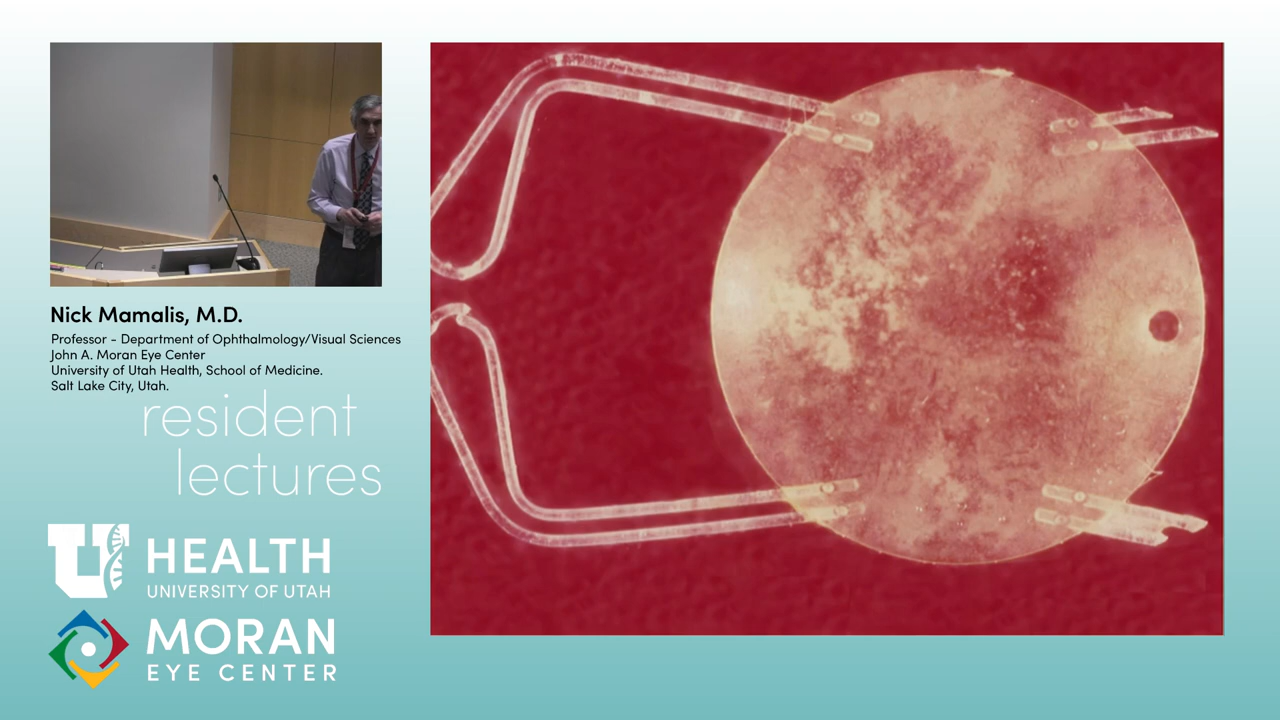 Nick Mamalis, M.D.
Professor - Department of Ophthalmology/Visual Sciences
John A. Moran Eye Center
University of Utah Health, School of Medicine.
Salt Lake City, Utah.
resident
lectures
U HEALTH
UNIVERSITY OF UTAH
MORAN
EYE CENTER